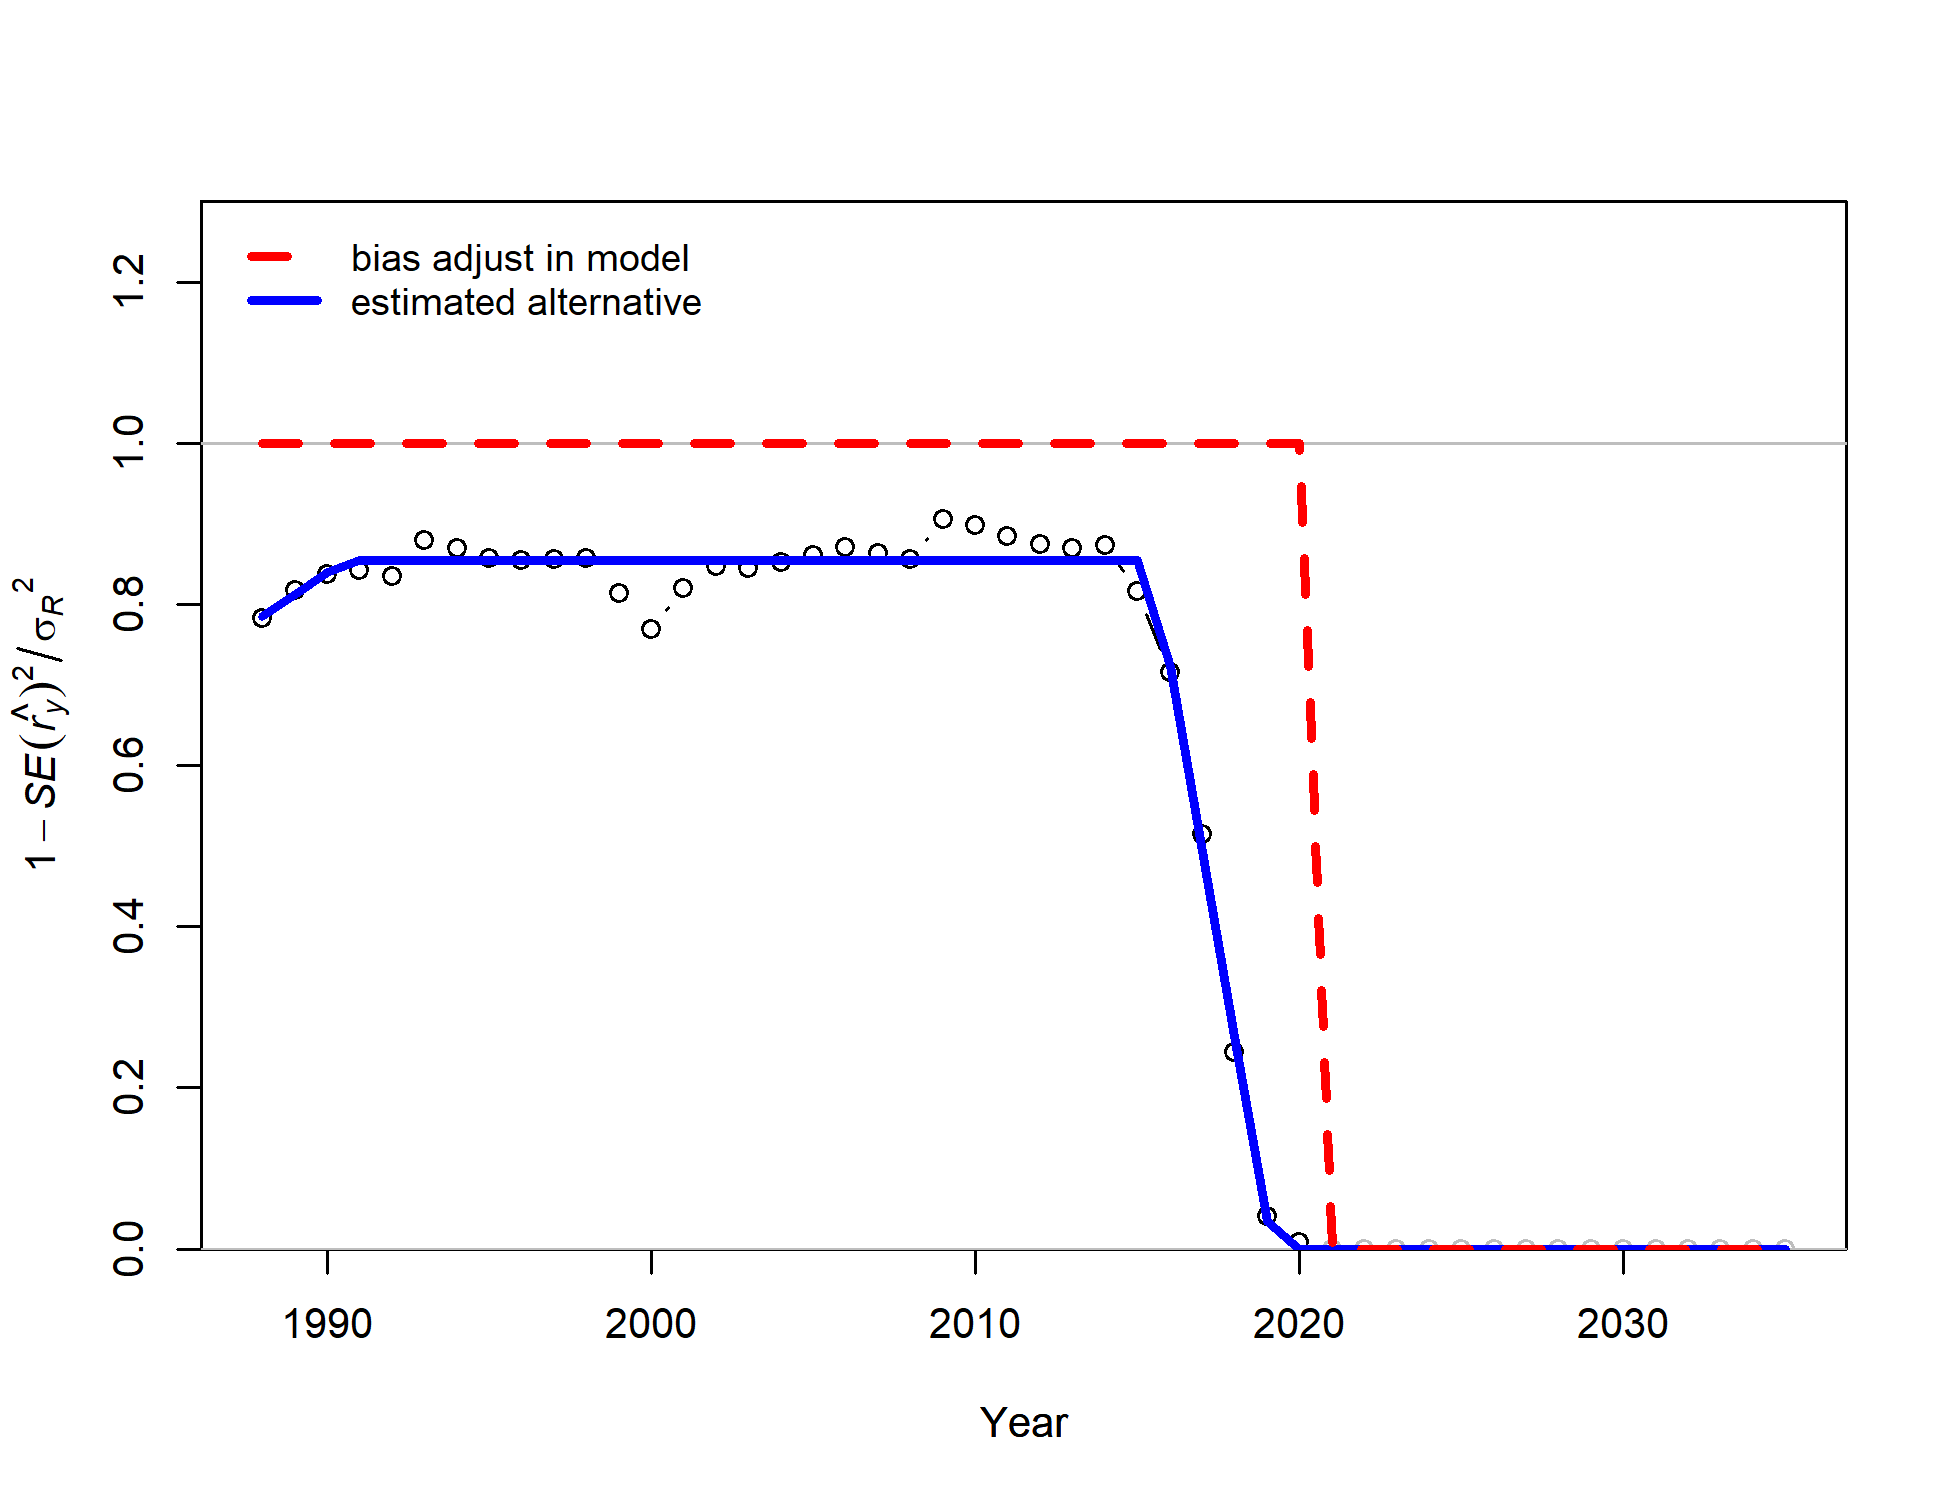 bias adjust in model
estimated alternative
1.2
1.0
0.8
0.6
0.4
0.2
0.0
1 − SE(r̂y)² / σR²
1990 2000 2010 2020 2030
Year